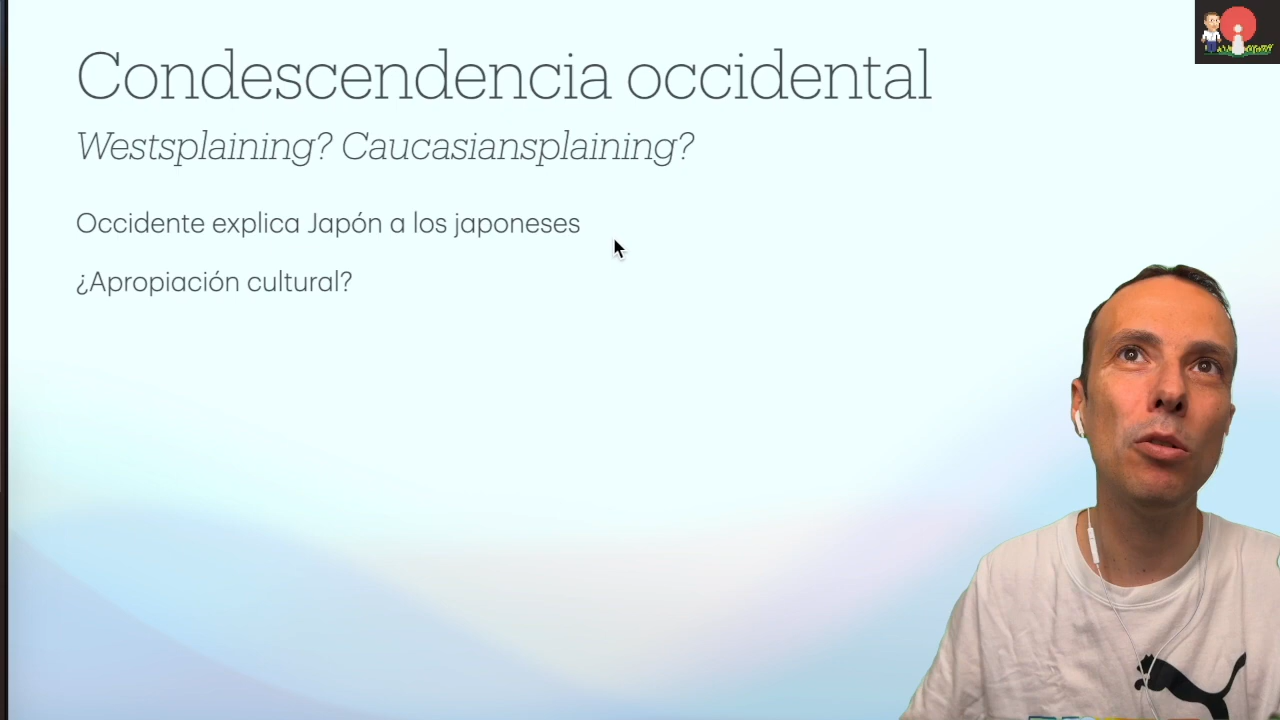 Condescendencia occidental
Westsplaining? Caucasiansplaining?
Occidente explica Japón a los japoneses
¿Apropiación cultural?